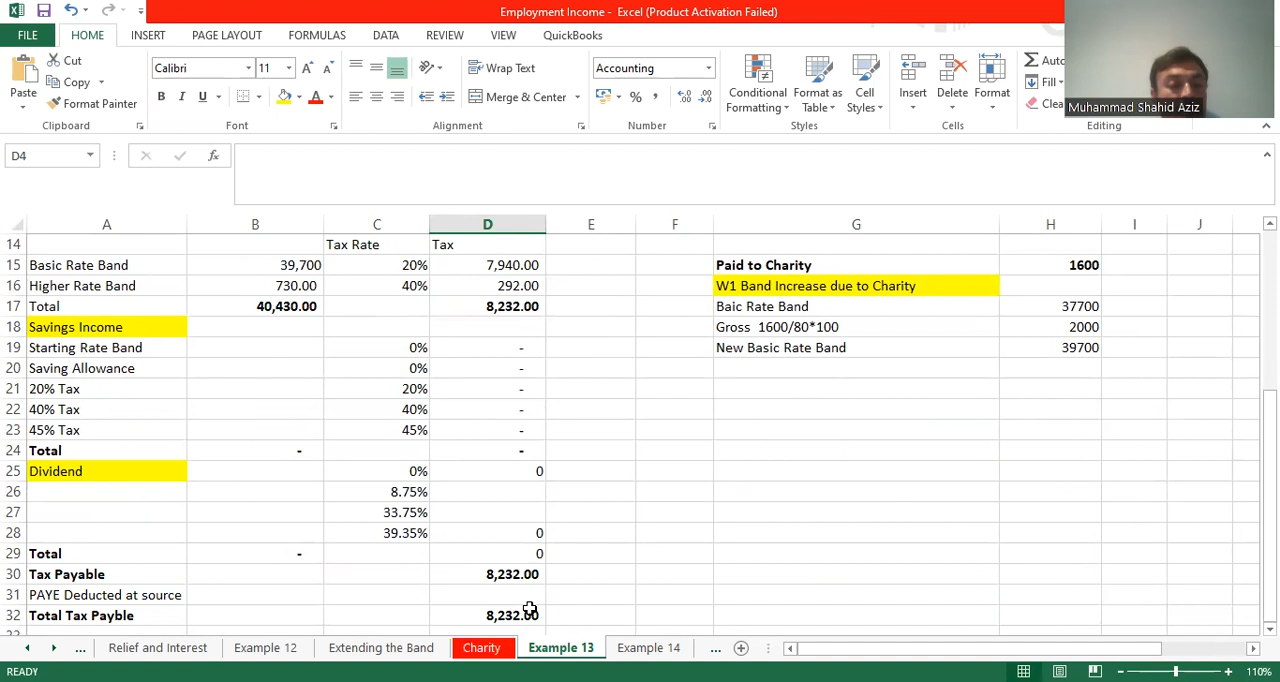 Employment Income - Excel (Product Activation Failed)
FILE HOME INSERT PAGE LAYOUT FORMULAS DATA REVIEW VIEW QuickBooks
Paste Cut Copy Format Painter Calibri 11 Wrap Text Merge & Center Accounting Conditional Formatting Format as Table Cell Styles Insert Delete Format Auto Fill Clea
Muhammad Shahid Aziz
Clipboard Font Alignment Number Styles Cells Editing
D4
A B C D E F G H I J
14 Tax Rate Tax
15 Basic Rate Band 39,700 20% 7,940.00 Paid to Charity 1600
16 Higher Rate Band 730.00 40% 292.00 W1 Band Increase due to Charity
17 Total 40,430.00 8,232.00 Baic Rate Band 37700
18 Savings Income Gross 1600/80*100 2000
19 Starting Rate Band 0% - New Basic Rate Band 39700
20 Saving Allowance 0% -
21 20% Tax 20% -
22 40% Tax 40% -
23 45% Tax 45% -
24 Total - -
25 Dividend 0% 0
26 8.75%
27 33.75%
28 39.35% 0
29 Total - 0
30 Tax Payable 8,232.00
31 PAYE Deducted at source
32 Total Tax Payble 8,232.00
... Relief and Interest Example 12 Extending the Band Charity Example 13 Example 14 ...
READY 110%